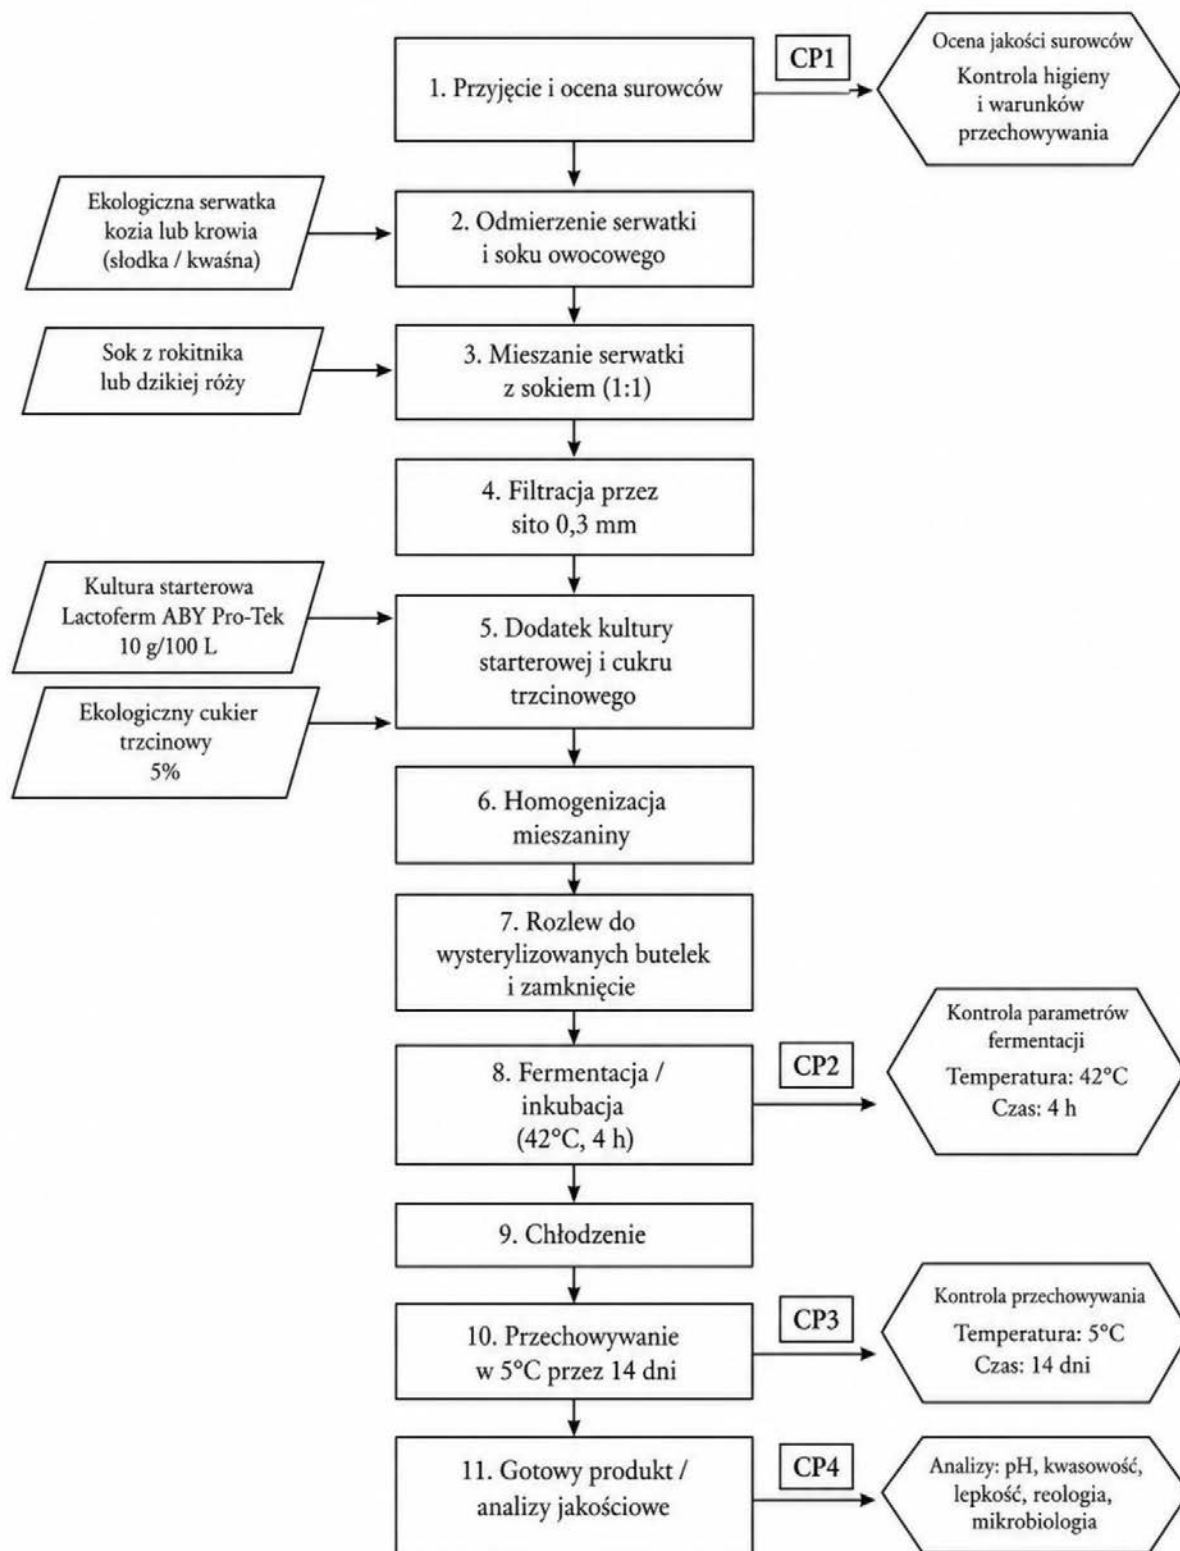 1. Przyjęcie i ocena surowców
CP1
Ocena jakości surowców
Kontrola higieny
i warunków
przechowywania
Ekologiczna serwatka
kozia lub krowia
(słodka / kwaśna)
2. Odmierzenie serwatki
i soku owocowego
Sok z rokitnika
lub dzikiej róży
3. Mieszanie serwatki
z sokiem (1:1)
4. Filtracja przez
sito 0,3 mm
Kultura starterowa
Lactoferm ABY Pro-Tek
10 g/100 L
Ekologiczny cukier
trzcinowy
5%
5. Dodatek kultury
starterowej i cukru
trzcinowego
6. Homogenizacja
mieszaniny
7. Rozlew do
wysterylizowanych butelek
i zamknięcie
8. Fermentacja /
inkubacja
(42°C, 4 h)
CP2
Kontrola parametrów
fermentacji
Temperatura: 42°C
Czas: 4 h
9. Chłodzenie
10. Przechowywanie
w 5°C przez 14 dni
CP3
Kontrola przechowywania
Temperatura: 5°C
Czas: 14 dni
11. Gotowy produkt /
analizy jakościowe
CP4
Analizy: pH, kwasowość,
lepkość, reologia,
mikrobiologia